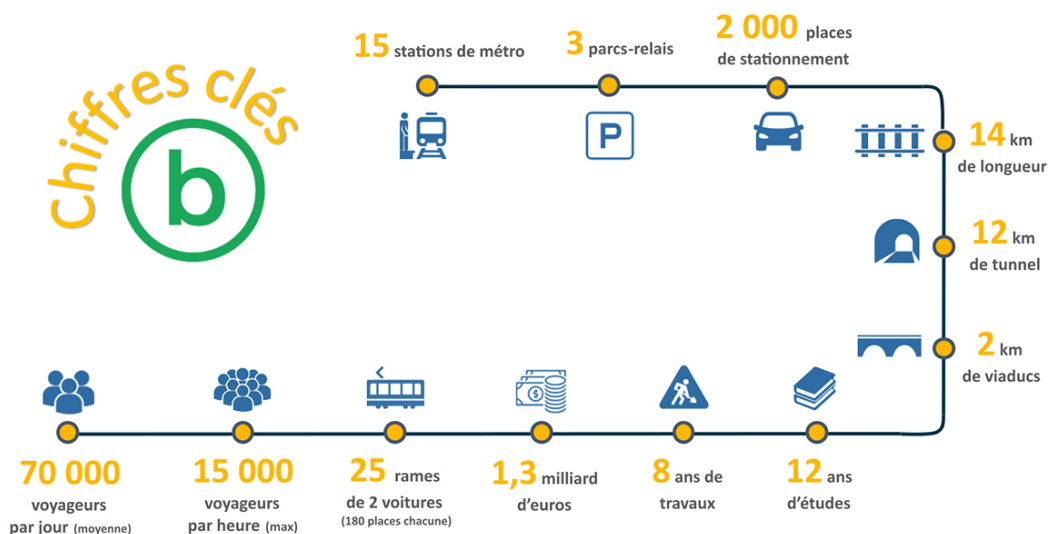 Chiffres clés
b
15 stations de métro
3 parcs-relais
2 000 places
de stationnement
P
14 km
de longueur
12 km
de tunnel
2 km
de viaducs
70 000
voyageurs
par jour (moyenne)
15 000
voyageurs
par heure (max)
25 rames
de 2 voitures
(180 places chacune)
$
1,3 milliard
d'euros
8 ans de
travaux
12 ans
d'études